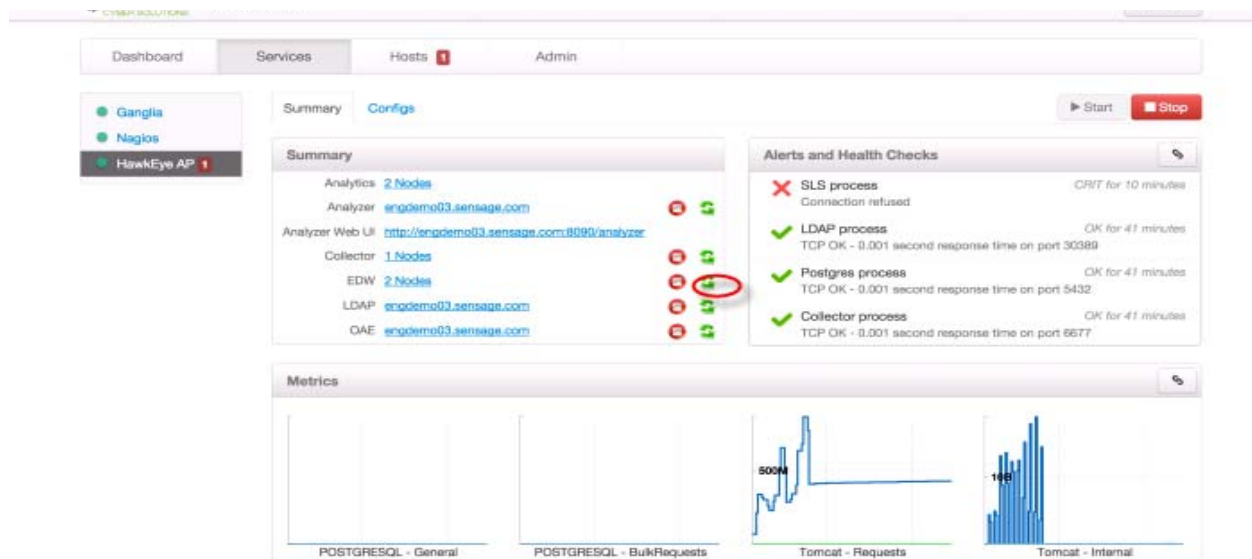 CYBER SOLUTIONS
Dashboard Services Hosts 1 Admin
Ganglia
Nagios
HawkEye AP 1
Summary Configs
Start Stop
Summary
Analytics 2 Nodes
Analyzer engdemo03.sensage.com
Analyzer Web UI http://engdemo03.sensage.com:8090/analyzer
Collector 1 Nodes
EDW 2 Nodes
LDAP engdemo03.sensage.com
OAE engdemo03.sensage.com
Alerts and Health Checks
SLS process CRIT for 10 minutes
Connection refused
LDAP process OK for 41 minutes
TCP OK - 0.001 second response time on port 30389
Postgres process OK for 41 minutes
TCP OK - 0.001 second response time on port 5432
Collector process OK for 41 minutes
TCP OK - 0.001 second response time on port 6677
Metrics
500M
10B
POSTGRESQL - General
POSTGRESQL - BulkRequests
Tomcat - Requests
Tomcat - Internal